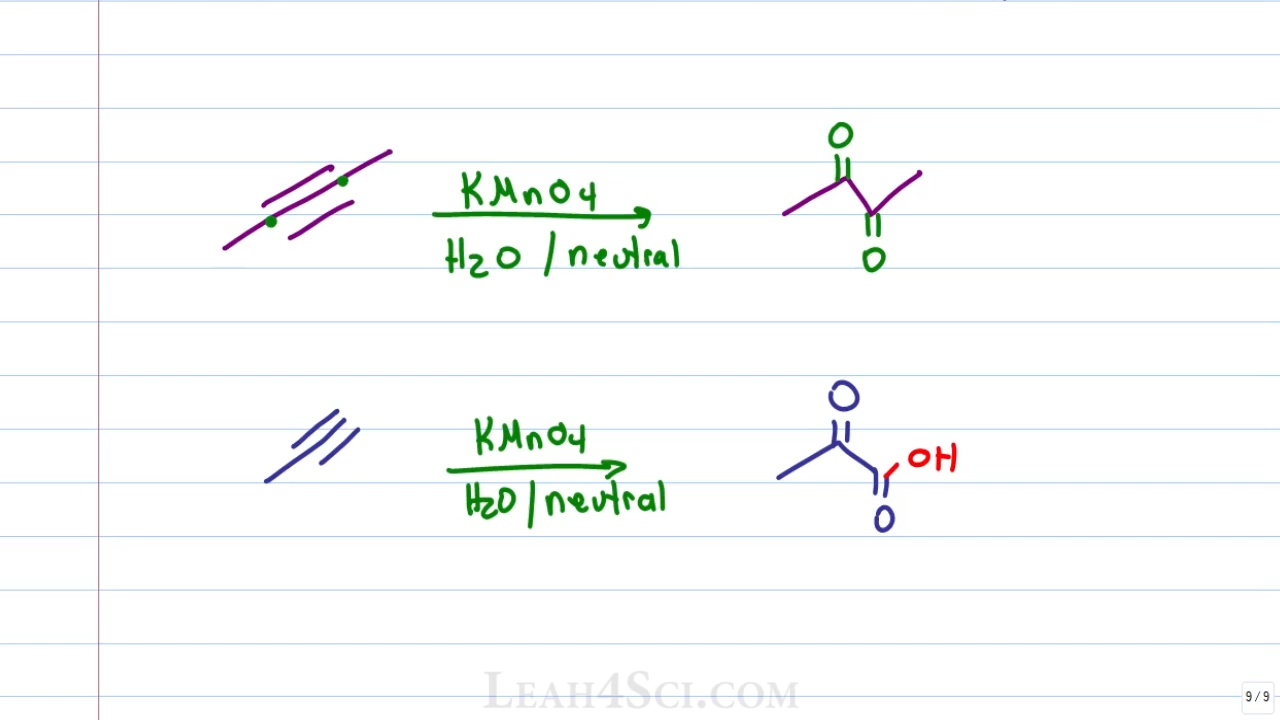 O
KMnO4
H2O / neutral
O
O
KMnO4
OH
H2O / neutral
O
LEAH4SCI.COM
9/9